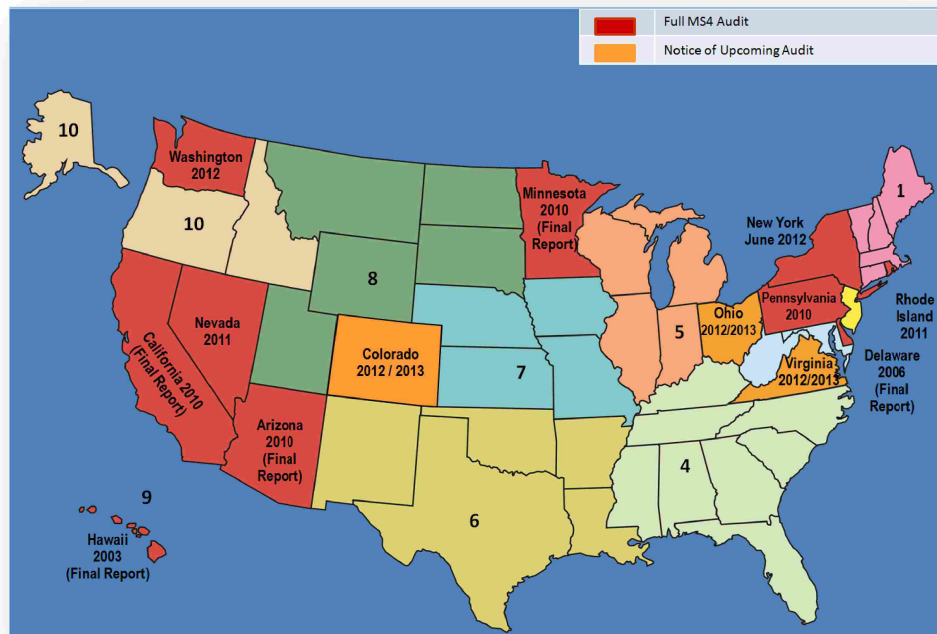 Full MS4 Audit
Notice of Upcoming Audit
10
Washington
2012
Minnesota
2010
(Final
Report)
1
10
New York
June 2012
8
Pennsylvania
2010
Rhode
Island
2011
Nevada
2011
Ohio
2012/2013
5
California 2010
(Final Report)
Colorado
2012 / 2013
7
Virginia
2012/2013
Delaware
2006
(Final
Report)
Arizona
2010
(Final
Report)
4
9
6
Hawaii
2003
(Final Report)